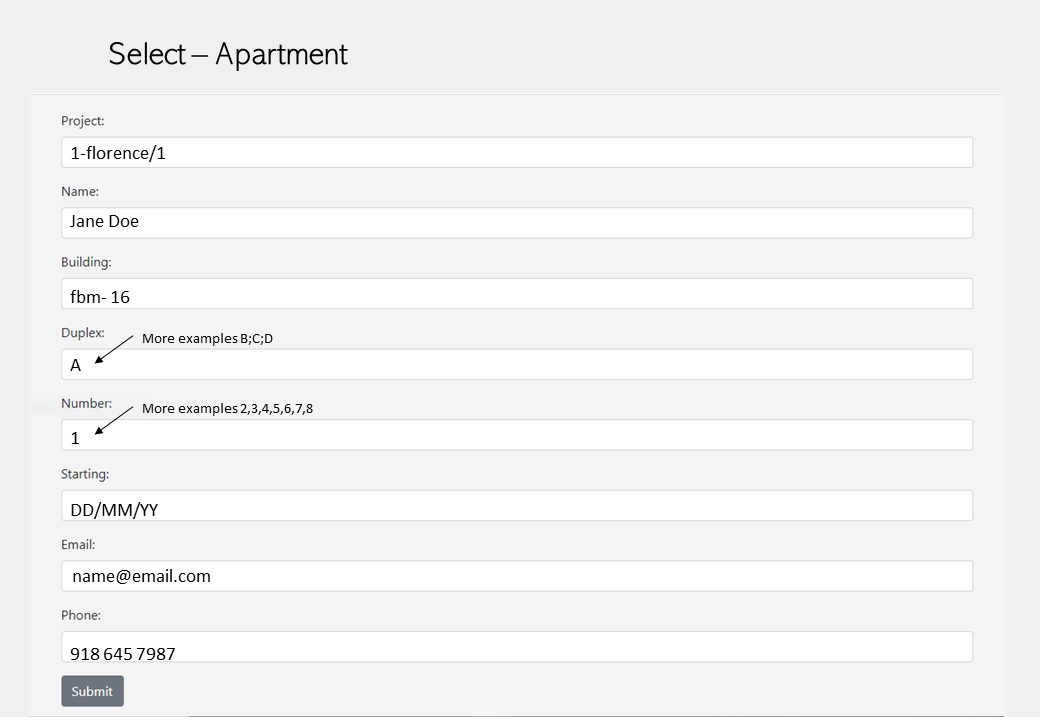 Select – Apartment
Project:
1-florence/1
Name:
Jane Doe
Building:
fbm- 16
Duplex:
More examples B;C;D
A
Number:
More examples 2,3,4,5,6,7,8
1
Starting:
DD/MM/YY
Email:
name@email.com
Phone:
918 645 7987
Submit